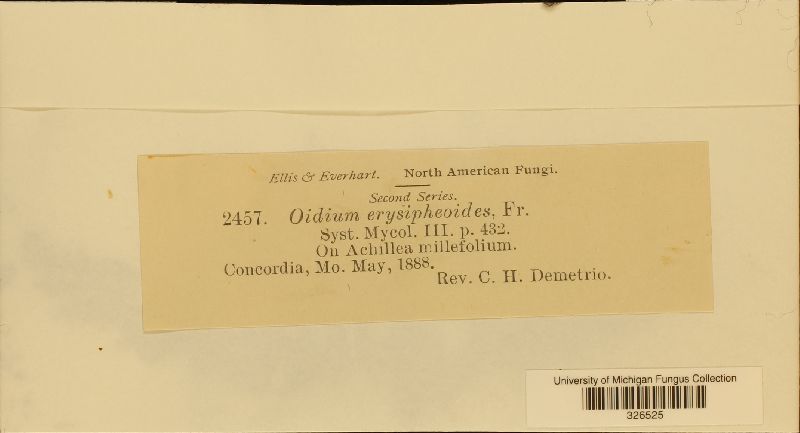 Ellis & Everhart. North American Fungi.
Second Series.
2457. Oidium erysipheoides, Fr.
Syst. Mycol. III. p. 432.
On Achillea millefolium.
Concordia, Mo. May, 1888.
Rev. C. H. Demetrio.
University of Michigan Fungus Collection
326525